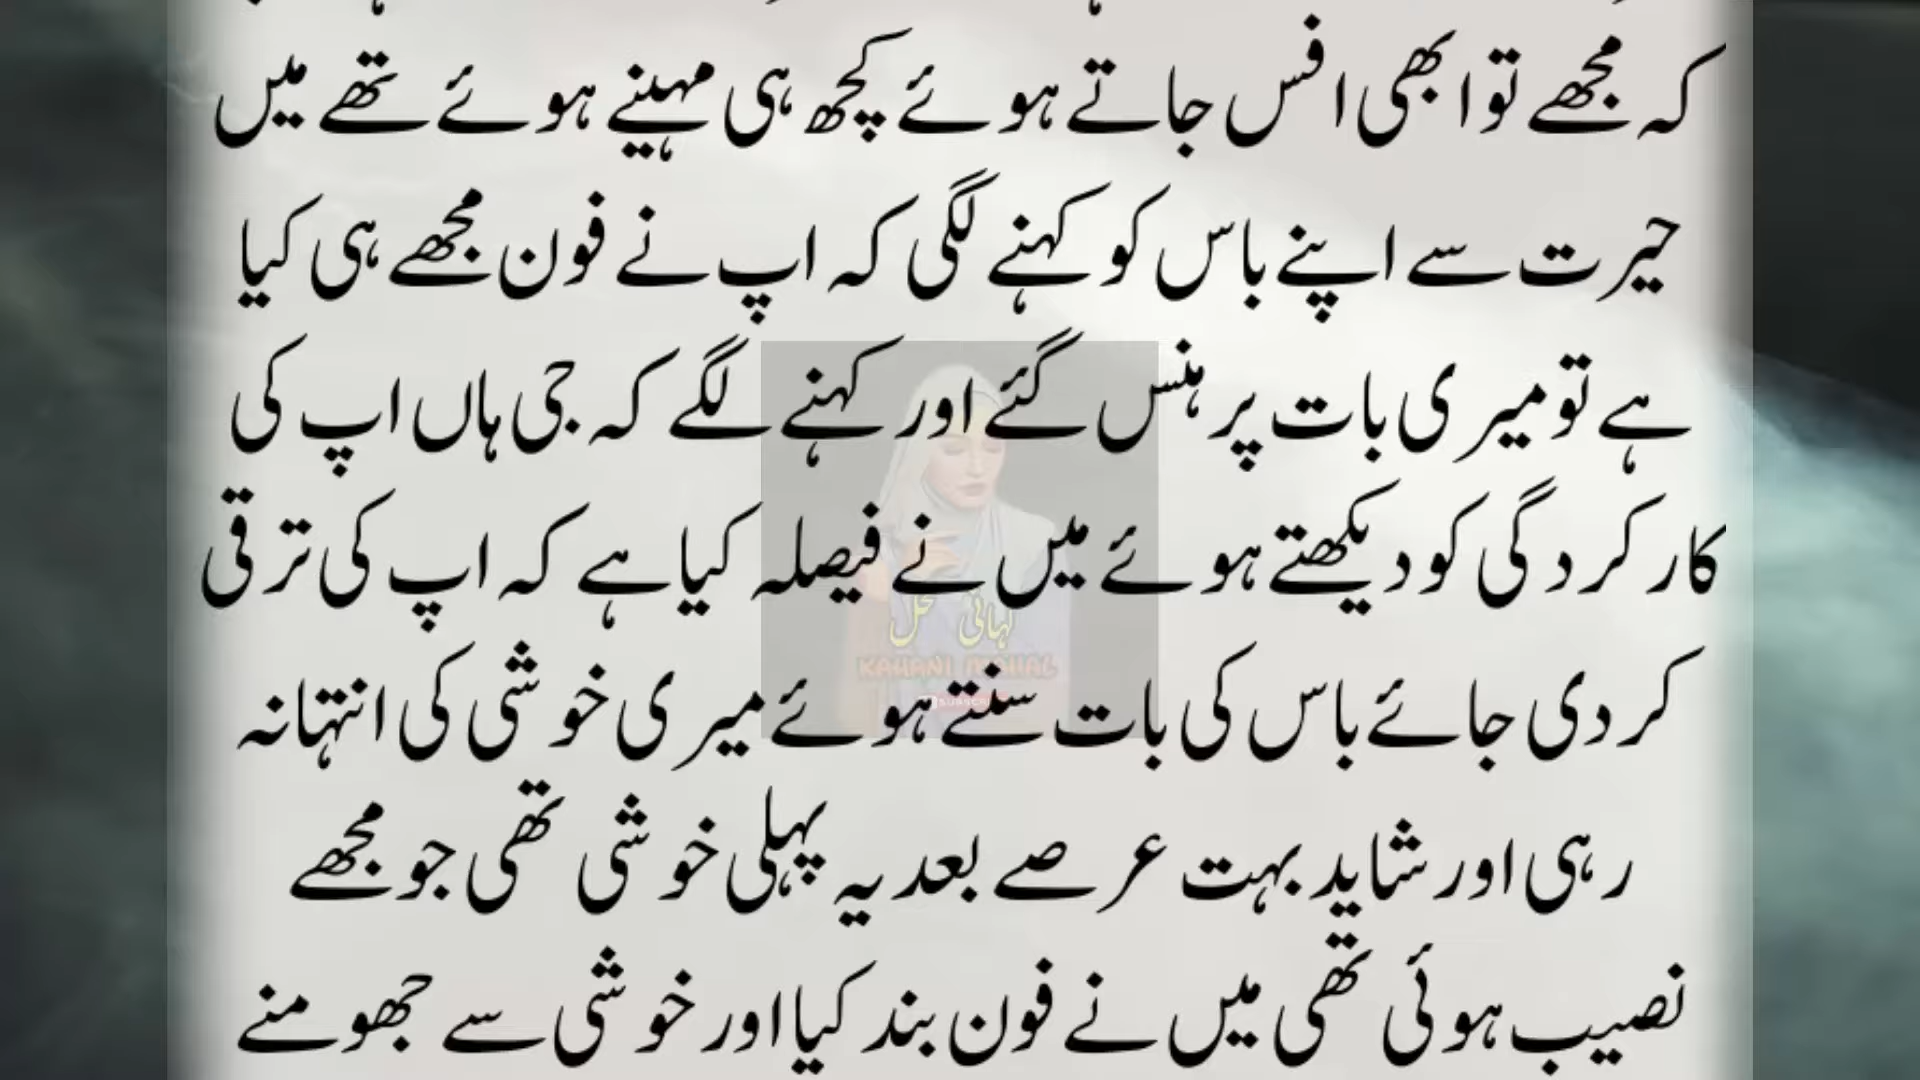 کہ مجھے تو ابھی افس جاتے ہوئے کچھ ہی مہینے ہوئے تھے میں
حیرت سے اپنے باس کو کہنے لگی کہ اپ نے فون مجھے ہی کیا
ہے تو میری بات پر ہنس گئے اور کہنے لگے کہ جی ہاں اپ کی
کارکردگی کو دیکھتے ہوئے میں نے فیصلہ کیا ہے کہ اپ کی ترقی
کر دی جائے باس کی بات سنتے ہوئے میری خوشی کی انتہا نہ
رہی اور شاید بہت عرصے بعد یہ پہلی خوشی تھی جو مجھے
نصیب ہوئی تھی میں نے فون بند کیا اور خوشی سے جھومنے
KAHANI MAHAL